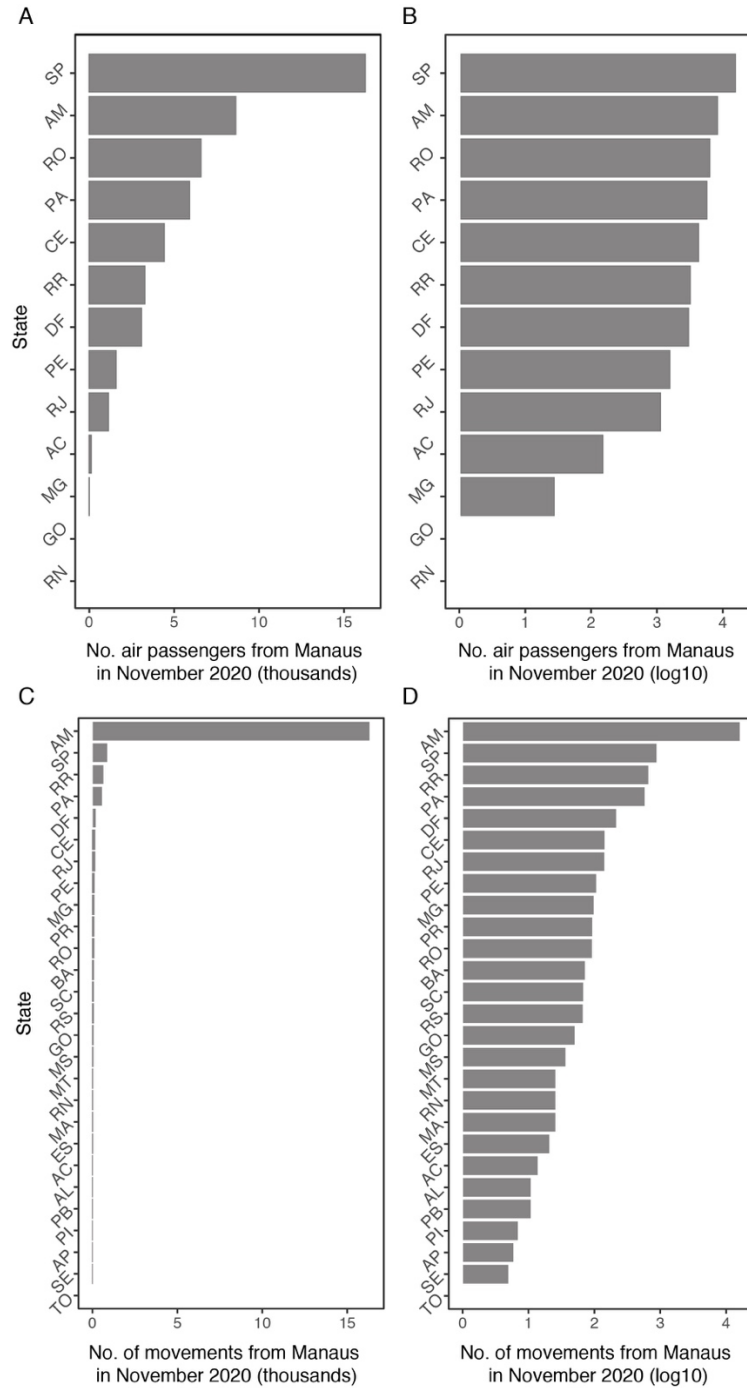 A
SP
AM
RO
PA
CE
RR
DF
PE
RJ
AC
MG
GO
RN
State
0 5 10 15
No. air passengers from Manaus
in November 2020 (thousands)
B
SP
AM
RO
PA
CE
RR
DF
PE
RJ
AC
MG
GO
RN
0 1 2 3 4
No. air passengers from Manaus
in November 2020 (log10)
C
AM
SP
RR
PA
DF
CE
RJ
PE
MG
PR
RO
BA
SC
RS
GO
MS
MT
RN
MA
ES
AC
AL
PB
PI
AP
SE
TO
State
0 5 10 15
No. of movements from Manaus
in November 2020 (thousands)
D
AM
SP
RR
PA
DF
CE
RJ
PE
MG
PR
RO
BA
SC
RS
GO
MS
MT
RN
MA
ES
AC
AL
PB
PI
AP
SE
TO
0 1 2 3 4
No. of movements from Manaus
in November 2020 (log10)